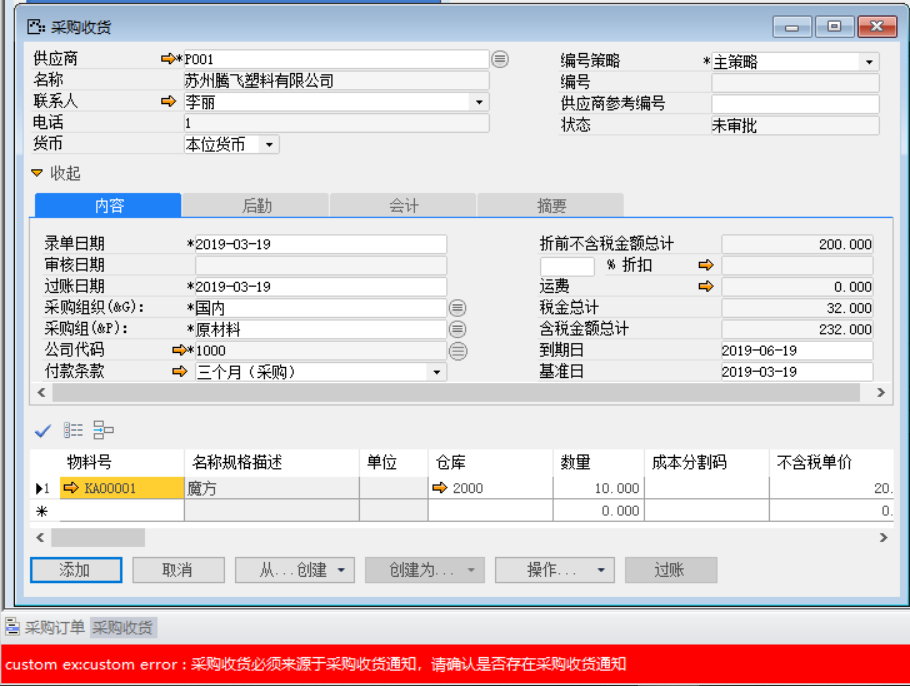 采购收货
供应商 *P001 编号策略 *主策略
名称 苏州腾飞塑料有限公司 编号
联系人 李丽 供应商参考编号
电话 1 状态 未审批
货币 本位货币
收起
内容 后勤 会计 摘要
录单日期 *2019-03-19 折前不含税金额总计 200.000
审核日期 % 折扣
过账日期 *2019-03-19 运费 0.000
采购组织(&G): *国内 税金总计 32.000
采购组(&P): *原材料 含税金额总计 232.000
公司代码 *1000 到期日 2019-06-19
付款条款 三个月（采购） 基准日 2019-03-19
物料号 名称规格描述 单位 仓库 数量 成本分割码 不含税单价
1 KA00001 魔方 2000 10.000 20.
* 0.000 0.
添加 取消 从...创建 创建为... 操作... 过账
采购订单 采购收货
custom ex:custom error : 采购收货必须来源于采购收货通知，请确认是否存在采购收货通知